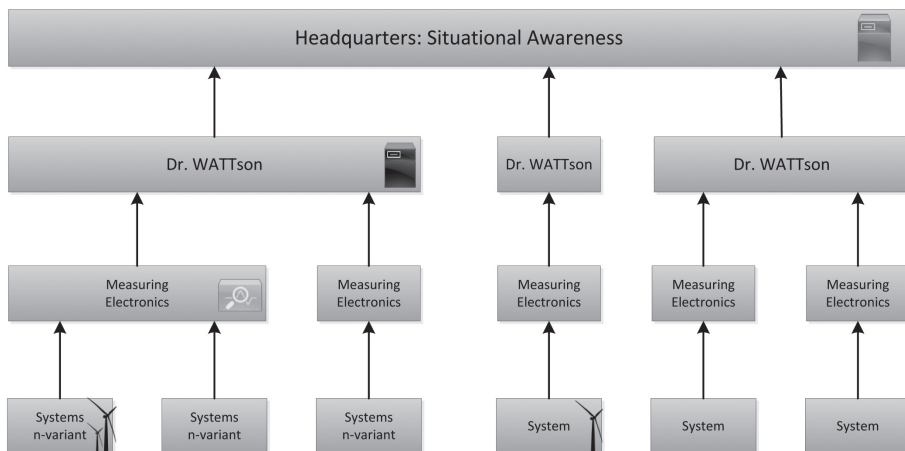 Headquarters: Situational Awareness
Dr. WATTson
Dr. WATTson
Dr. WATTson
Measuring
Electronics
Measuring
Electronics
Measuring
Electronics
Measuring
Electronics
Measuring
Electronics
Systems
n-variant
Systems
n-variant
Systems
n-variant
System
System
System